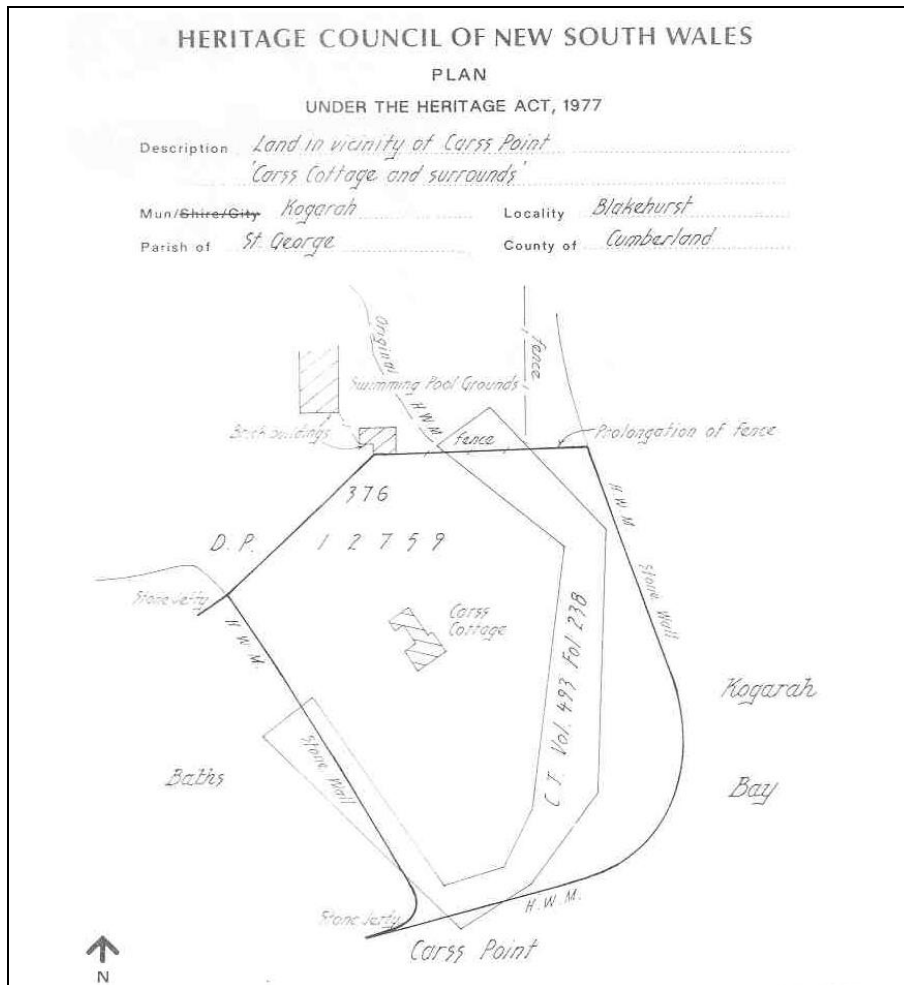 HERITAGE COUNCIL OF NEW SOUTH WALES
PLAN
UNDER THE HERITAGE ACT, 1977
Description Land in vicinity of Carss Point
'Carss Cottage and surrounds'
Mun/Shire/City Kogarah Locality Blakehurst
Parish of St. George County of Cumberland
Original H.W.M.
fence
Swimming Pool Grounds
Brick buildings
fence
Prolongation of fence
376
D.P. 12759
H.W.M
Stone Wall
Stone Jetty
H.W.M.
Carss
Cottage
C.T. Vol. 493 Fol 238
Kogarah
Bay
Stone Wall
Baths
Stone Jetty
H.W.M.
Carss Point
N